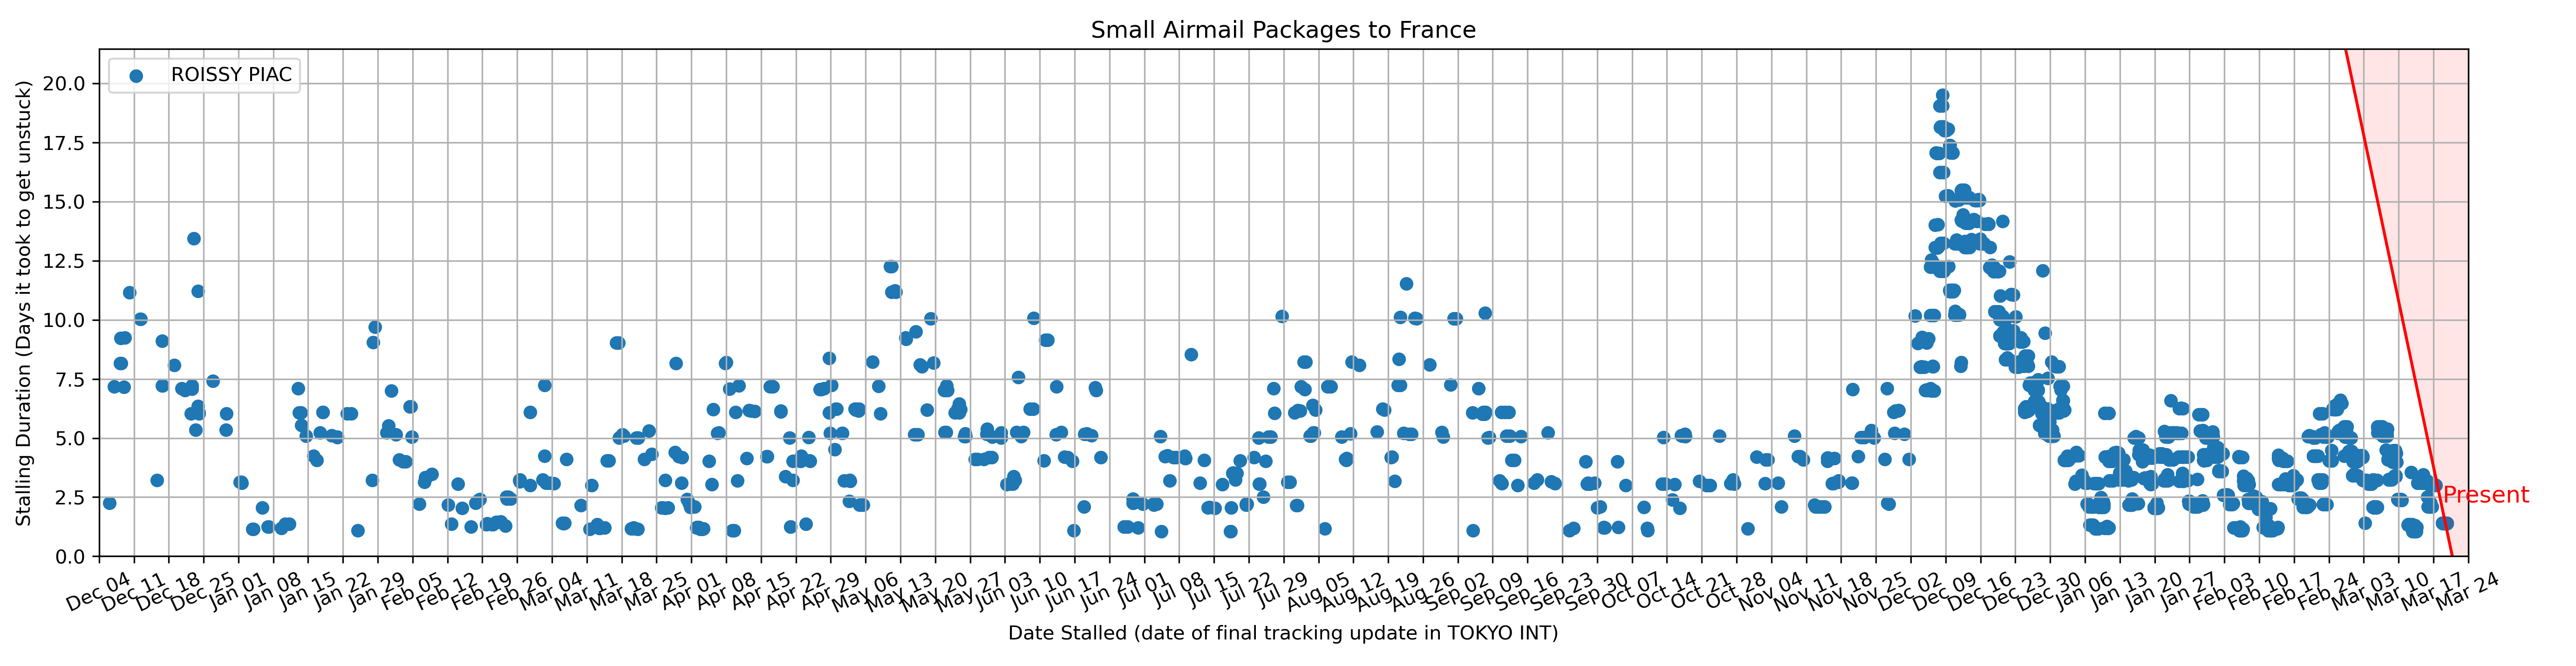 Small Airmail Packages to France
ROISSY PIAC
Stalling Duration (Days it took to get unstuck)
20.0
17.5
15.0
12.5
10.0
7.5
5.0
2.5
0.0
Present
Dec 04 Dec 11 Dec 18 Dec 25 Jan 01 Jan 08 Jan 15 Jan 22 Jan 29 Feb 05 Feb 12 Feb 19 Feb 26 Mar 04 Mar 11 Mar 18 Mar 25 Apr 01 Apr 08 Apr 15 Apr 22 Apr 29 May 06 May 13 May 20 May 27 Jun 03 Jun 10 Jun 17 Jun 24 Jul 01 Jul 08 Jul 15 Jul 22 Jul 29 Aug 05 Aug 12 Aug 19 Aug 26 Sep 02 Sep 09 Sep 16 Sep 23 Sep 30 Oct 07 Oct 14 Oct 21 Oct 28 Nov 04 Nov 11 Nov 18 Nov 25 Dec 02 Dec 09 Dec 16 Dec 23 Dec 30 Jan 06 Jan 13 Jan 20 Jan 27 Feb 03 Feb 10 Feb 17 Feb 24 Mar 03 Mar 10 Mar 17 Mar 24
Date Stalled (date of final tracking update in TOKYO INT)